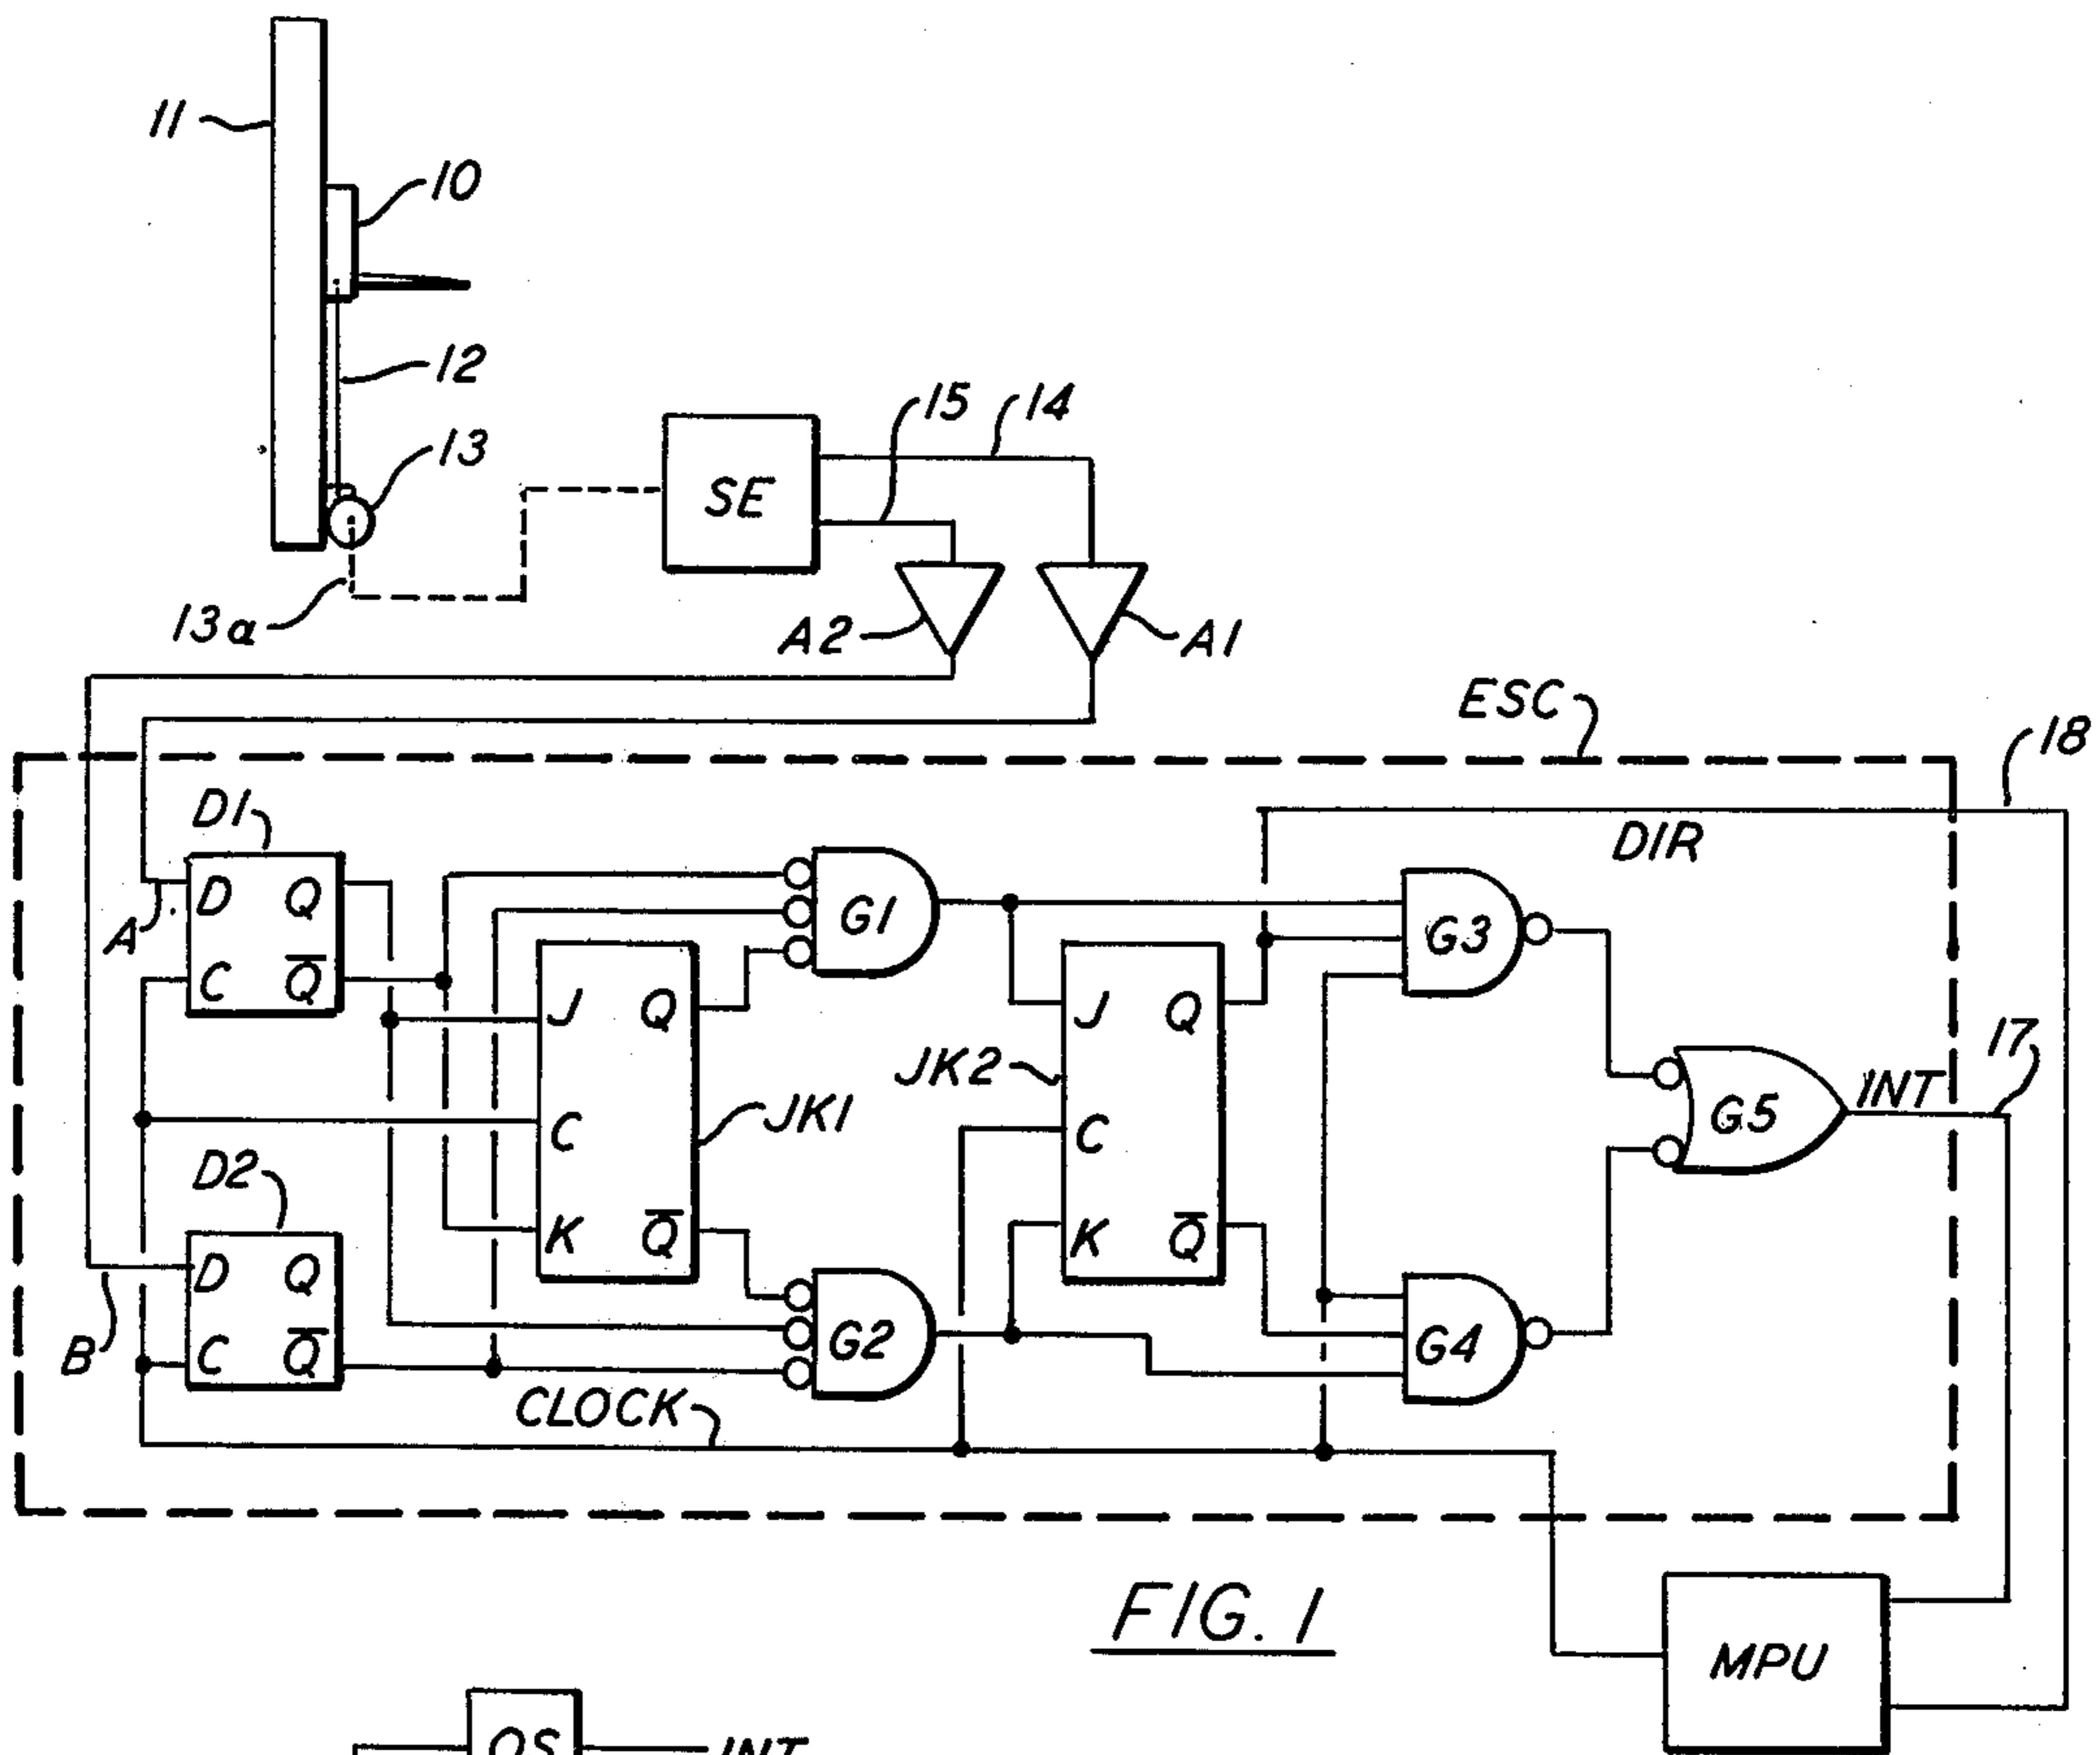 11
10
12
13
13a
15
14
SE
A2
A1
ESC
18
D1
DIR
D Q
A
C Q̅
G1
G3
J Q
JK2
J Q
17
INT
G5
C
JK1
C
D2
K Q̅
K Q̅
D Q
B
C Q̅
G2
G4
CLOCK
FIG. 1
MPU
OS
INT